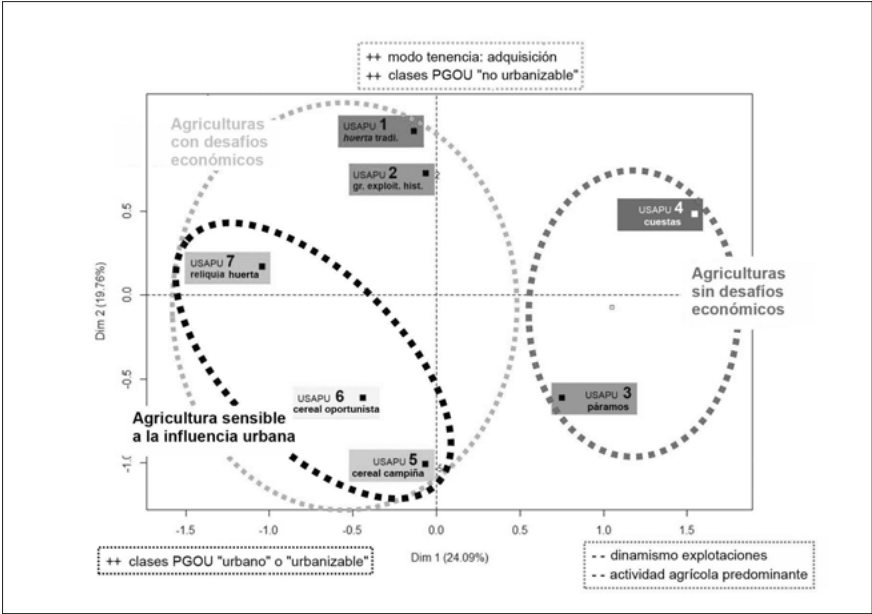 ++ modo tenencia: adquisición
++ clases PGOU "no urbanizable"
Agriculturas
con desafíos
económicos
USAPU 1
huerta tradi.
USAPU 2
gr. exploit. hist.
2
USAPU 4
cuestas
USAPU 7
reliquia huerta
Agriculturas
sin desafíos
económicos
USAPU 6
cereal oportunista
USAPU 3
páramos
Agricultura sensible
a la influencia urbana
USAPU 5
cereal campiña
5
0.5
0.0
-0.5
-1.0
Dim 2 (19.76%)
-1.5 -1.0 -0.5 0.0 0.5 1.0 1.5
Dim 1 (24.09%)
++ clases PGOU "urbano" o "urbanizable"
-- dinamismo explotaciones
-- actividad agrícola predominante